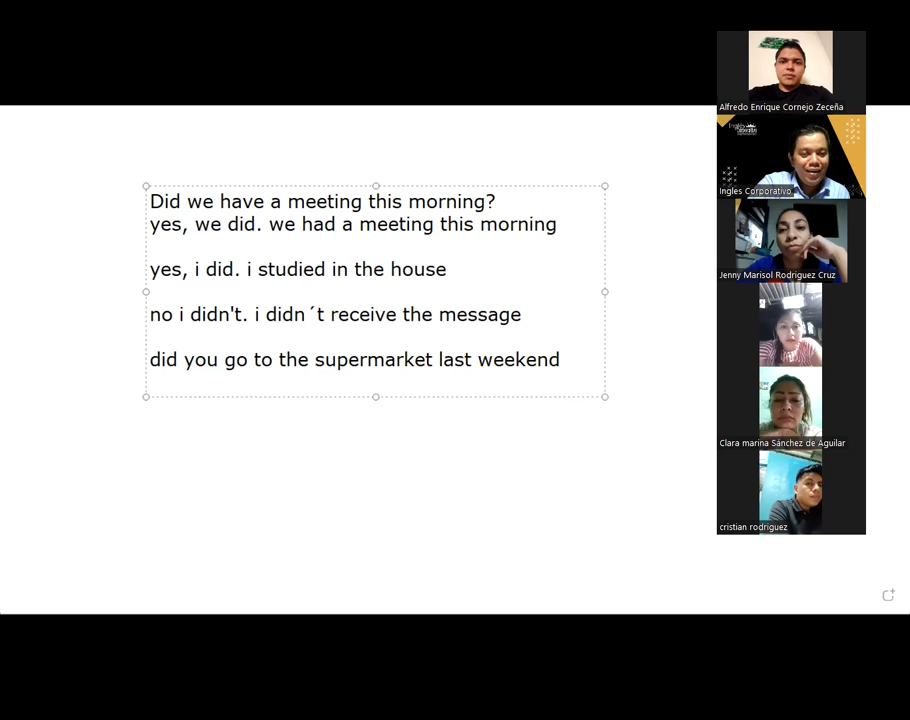 Did we have a meeting this morning?
yes, we did. we had a meeting this morning
yes, i did. i studied in the house
no i didn't. i didn´t receive the message
did you go to the supermarket last weekend
Alfredo Enrique Cornejo Zeceña
Ingles Corporativo
Jenny Marisol Rodriguez Cruz
Clara marina Sánchez de Aguilar
cristian rodriguez